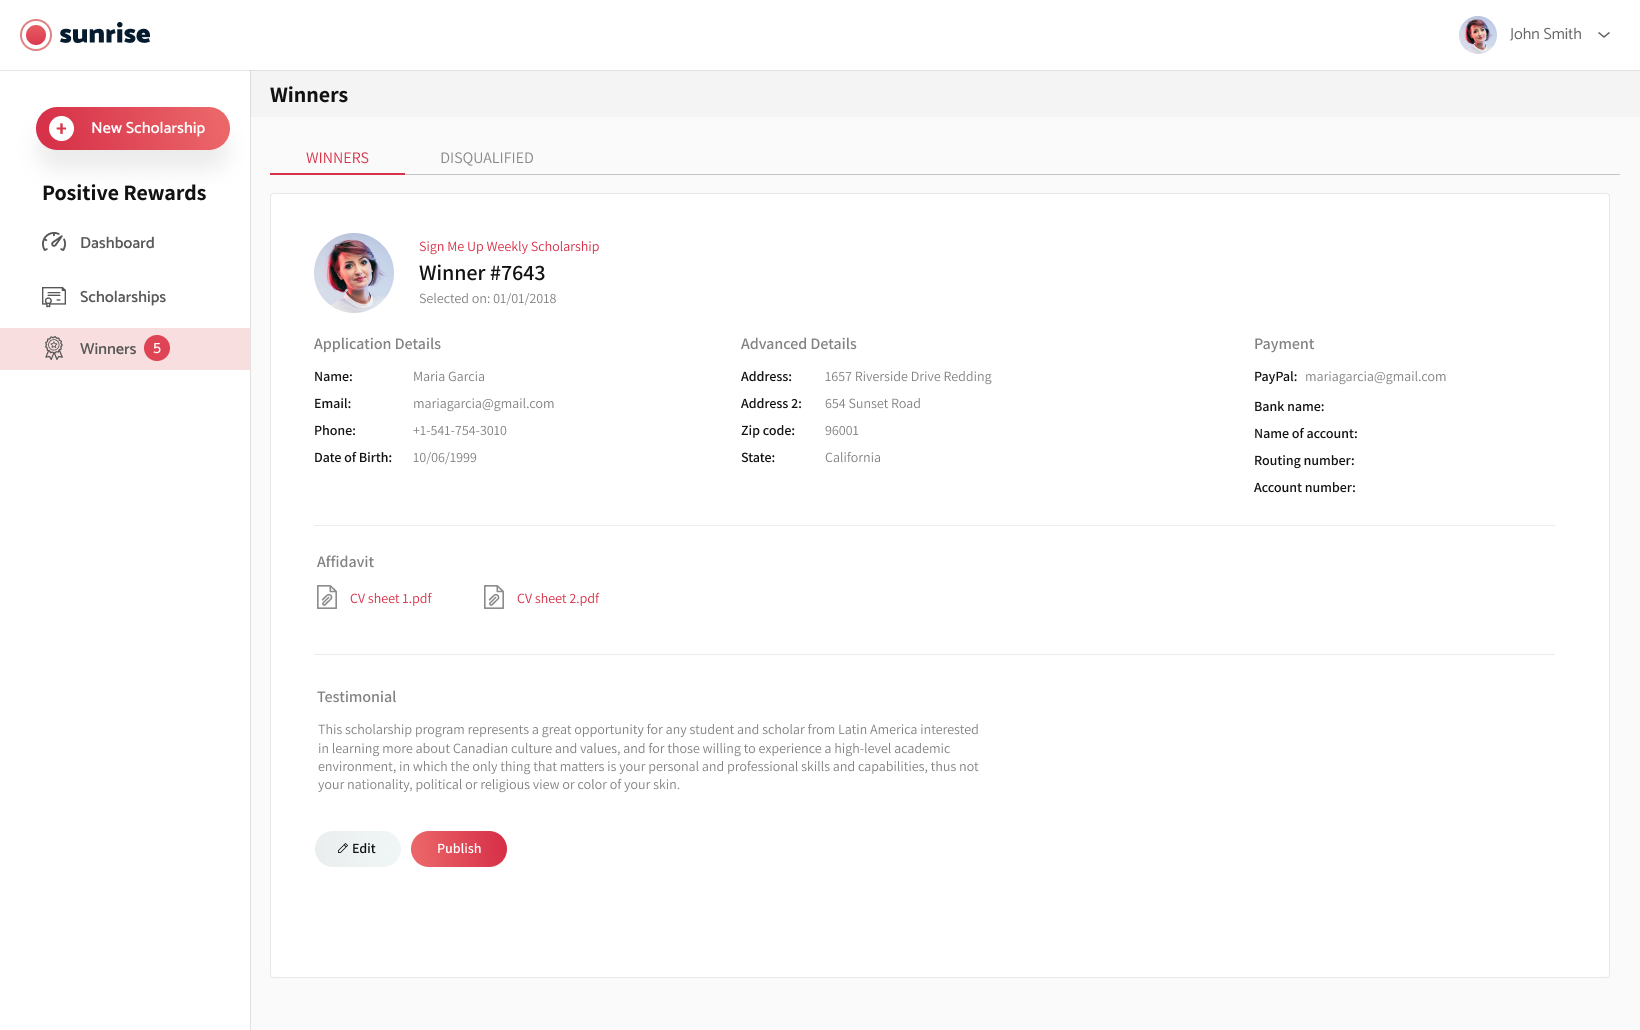 sunrise
John Smith
New Scholarship
Positive Rewards
Dashboard
Scholarships
Winners 5
Winners
WINNERS DISQUALIFIED
Sign Me Up Weekly Scholarship
Winner #7643
Selected on: 01/01/2018
Application Details
Name: Maria Garcia
Email: mariagarcia@gmail.com
Phone: +1-541-754-3010
Date of Birth: 10/06/1999
Advanced Details
Address: 1657 Riverside Drive Redding
Address 2: 654 Sunset Road
Zip code: 96001
State: California
Payment
PayPal: mariagarcia@gmail.com
Bank name:
Name of account:
Routing number:
Account number:
Affidavit
CV sheet 1.pdf CV sheet 2.pdf
Testimonial
This scholarship program represents a great opportunity for any student and scholar from Latin America interested
in learning more about Canadian culture and values, and for those willing to experience a high-level academic
environment, in which the only thing that matters is your personal and professional skills and capabilities, thus not
your nationality, political or religious view or color of your skin.
Edit Publish